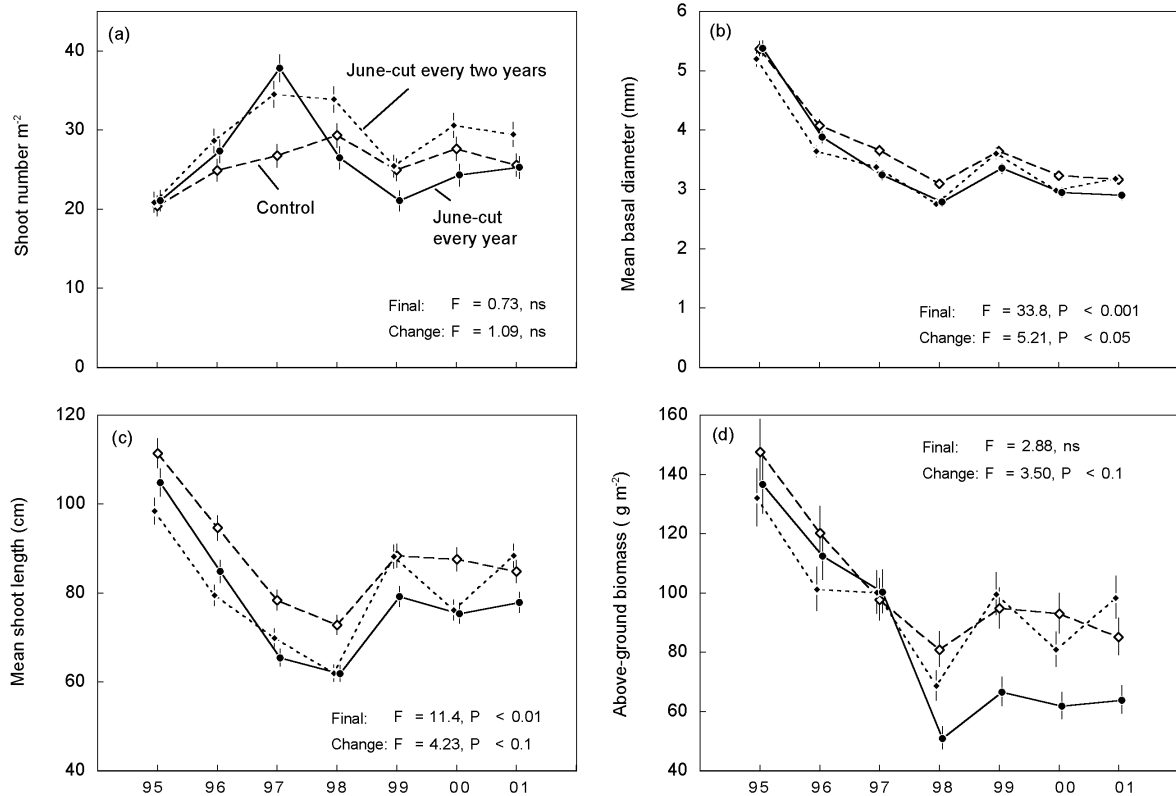 (a)
Shoot number m-2
40
30
20
10
0
June-cut every two years
Control
June-cut
every year
Final: F = 0.73, ns
Change: F = 1.09, ns
(b)
Mean basal diameter (mm)
6
5
4
3
2
1
0
Final: F = 33.8, P < 0.001
Change: F = 5.21, P < 0.05
(c)
Mean shoot length (cm)
120
100
80
60
40
Final: F = 11.4, P < 0.01
Change: F = 4.23, P < 0.1
95 96 97 98 99 00 01
(d)
Above-ground biomass ( g m-2)
160
140
120
100
80
60
40
Final: F = 2.88, ns
Change: F = 3.50, P < 0.1
95 96 97 98 99 00 01